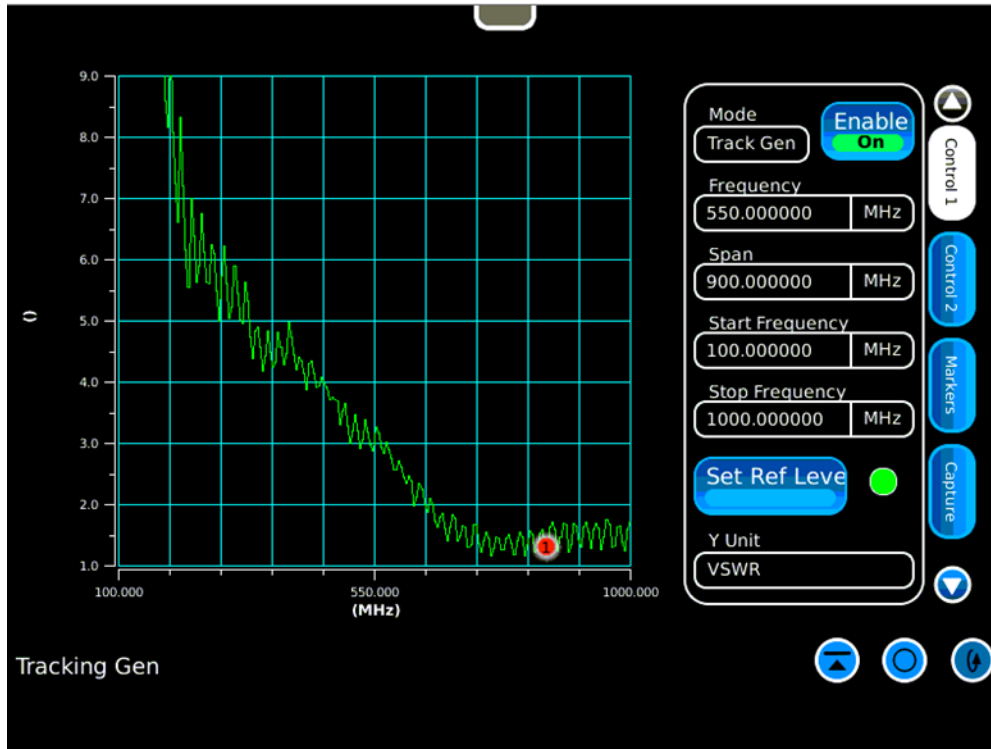 9.0
8.0
7.0
6.0
5.0
4.0
3.0
2.0
1.0
()
100.000
550.000
1000.000
(MHz)
1
Mode
Track Gen
Enable
On
Frequency
550.000000 MHz
Span
900.000000 MHz
Start Frequency
100.000000 MHz
Stop Frequency
1000.000000 MHz
Set Ref Leve
Y Unit
VSWR
Control 1
Control 2
Markers
Capture
Tracking Gen